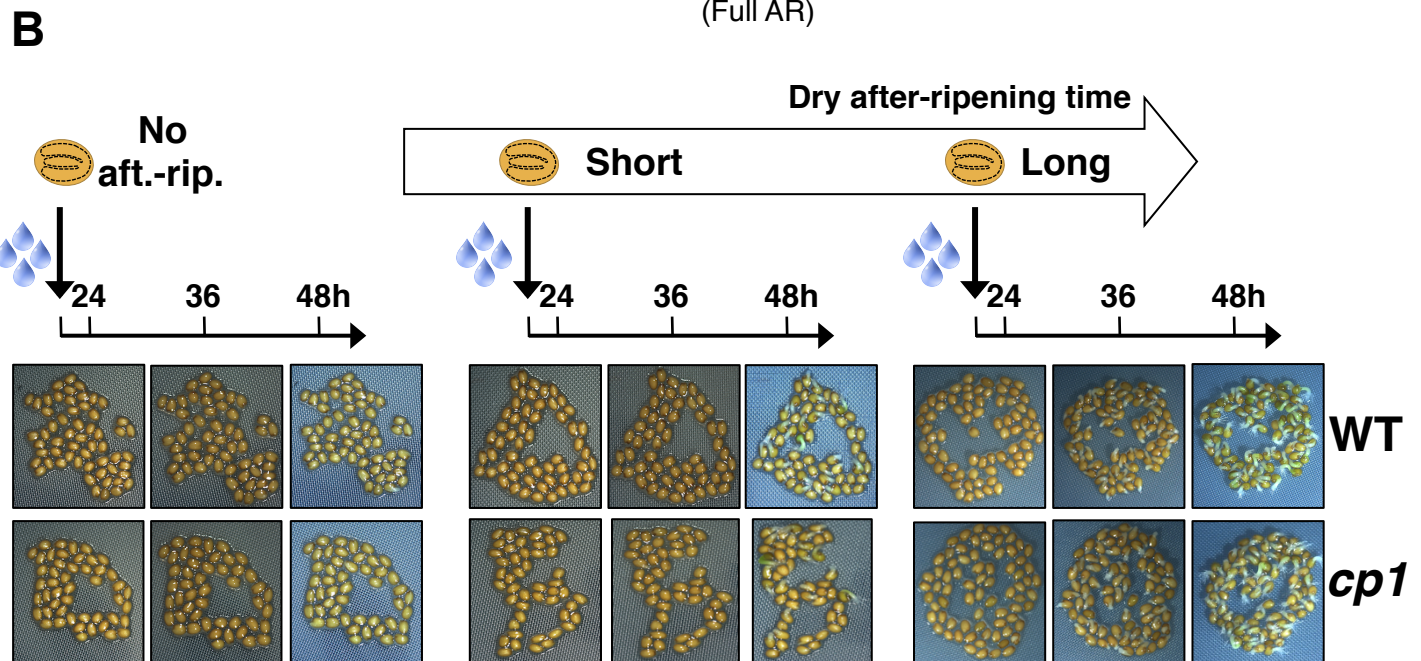 (Full AR)
B
Dry after-ripening time
No
aft.-rip.
Short
Long
24 36 48h
24 36 48h
24 36 48h
WT
cp1